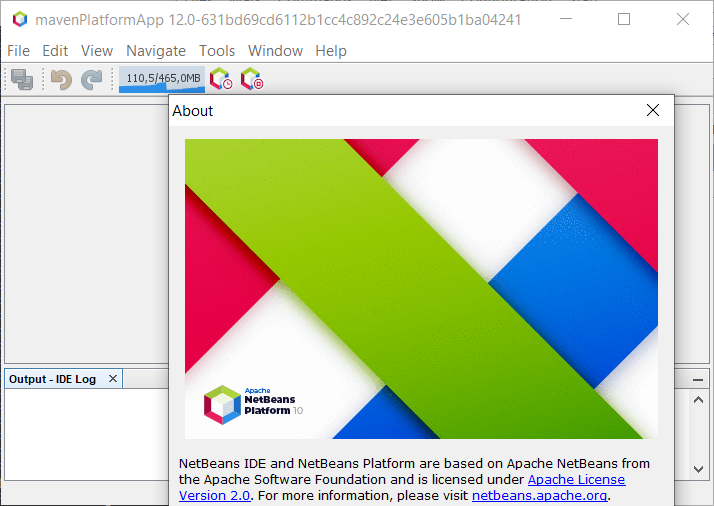 mavenPlatformApp 12.0-631bd69cd6112b1cc4c892c24e3e605b1ba04241
File Edit View Navigate Tools Window Help
110,5/465,0MB
About
Apache
NetBeans
Platform 10
Output - IDE Log
NetBeans IDE and NetBeans Platform are based on Apache NetBeans from
the Apache Software Foundation and is licensed under Apache License
Version 2.0. For more information, please visit netbeans.apache.org.